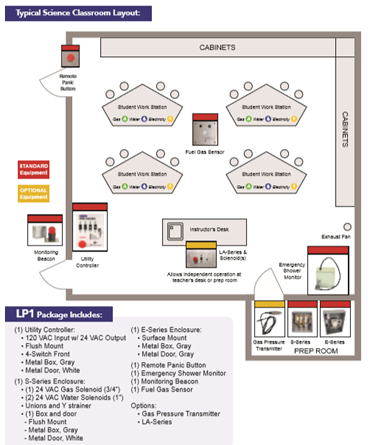 Typical Science Classroom Layout:
CABINETS
Remote
Panic
Button
Student Work Station
Gas Water Electricity
Student Work Station
Gas Water Electricity
CABINETS
Fuel Gas Sensor
STANDARD
Equipment
OPTIONAL
Equipment
Student Work Station
Gas Water Electricity
Student Work Station
Gas Water Electricity
Monitoring
Beacon
Utility
Controller
Instructor's Desk
LA-Series &
Solenoid(s)
Allows independent operation at
teacher's desk or prep room
Exhaust Fan
Emergency
Shower
Monitor
Gas Pressure
Transmitter
S-Series
E-Series
PREP ROOM
LP1 Package Includes:
(1) Utility Controller:
• 120 VAC Input w/ 24 VAC Output
• Flush Mount
• 4-Switch Front
• Metal Box, Gray
• Metal Door, White
(1) S-Series Enclosure:
• (1) 24 VAC Gas Solenoid (3/4")
• (2) 24 VAC Water Solenoids (1")
• Unions and Y strainer
• (1) Box and door
- Flush Mount
- Metal Box, Gray
- Metal Door, White
(1) E-Series Enclosure:
• Surface Mount
• Metal Box, Gray
• Metal Door, Gray
(1) Remote Panic Button
(1) Emergency Shower Monitor
(1) Monitoring Beacon
(1) Fuel Gas Sensor
Options:
• Gas Pressure Transmitter
• LA-Series